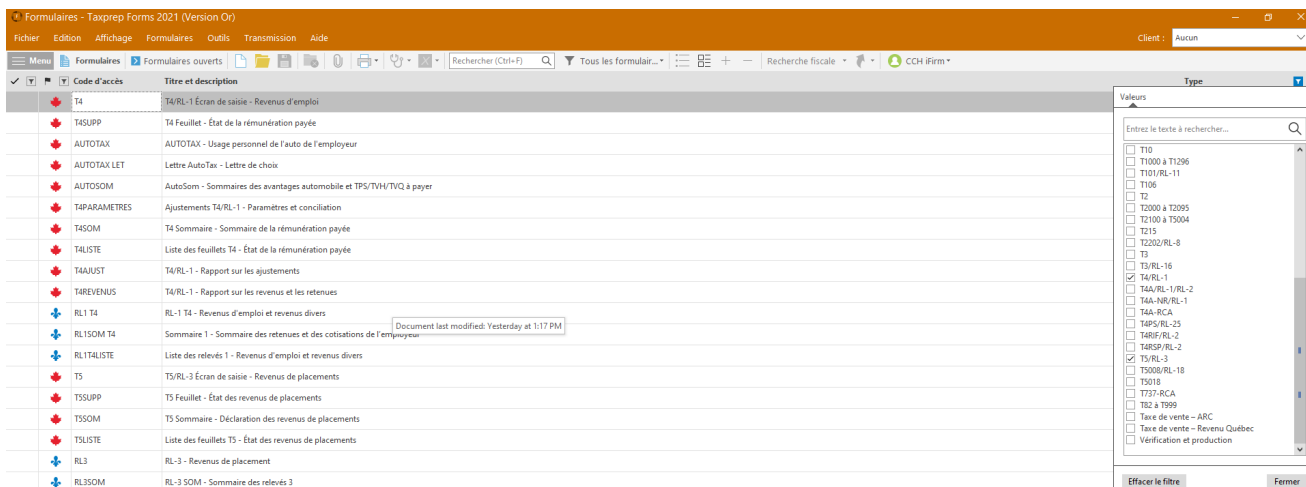 Formulaires - Taxprep Forms 2021 (Version Or)
Fichier Edition Affichage Formulaires Outils Transmission Aide Client : Aucun
Menu Formulaires Formulaires ouverts Rechercher (Ctrl+F) Tous les formulair... Recherche fiscale CCH iFirm
Code d'accès Titre et description Type
T4 T4/RL-1 Écran de saisie - Revenus d'emploi
T4SUPP T4 Feuillet - État de la rémunération payée
AUTOTAX AUTOTAX - Usage personnel de l'auto de l'employeur
AUTOTAX LET Lettre AutoTax - Lettre de choix
AUTOSOM AutoSom - Sommaires des avantages automobile et TPS/TVH/TVQ à payer
T4PARAMETRES Ajustements T4/RL-1 - Paramètres et conciliation
T4SOM T4 Sommaire - Sommaire de la rémunération payée
T4LISTE Liste des feuillets T4 - État de la rémunération payée
T4AJUST T4/RL-1 - Rapport sur les ajustements
T4REVENUS T4/RL-1 - Rapport sur les revenus et les retenues
RL1 T4 RL-1 T4 - Revenus d'emploi et revenus divers
Document last modified: Yesterday at 1:17 PM
RL1SOM T4 Sommaire 1 - Sommaire des retenues et des cotisations de l'employeur
RL1T4LISTE Liste des relevés 1 - Revenus d'emploi et revenus divers
T5 T5/RL-3 Écran de saisie - Revenus de placements
T5SUPP T5 Feuillet - État des revenus de placements
T5SOM T5 Sommaire - Déclaration des revenus de placements
T5LISTE Liste des feuillets T5 - État des revenus de placements
RL3 RL-3 - Revenus de placement
RL3SOM RL-3 SOM - Sommaire des relevés 3
Valeurs
Entrez le texte à rechercher...
T10
T1000 à T1296
T101/RL-11
T106
T2
T2000 à T2095
T2100 à T5004
T215
T2202/RL-8
T3
T3/RL-16
T4/RL-1
T4A/RL-1/RL-2
T4A-NR/RL-1
T4A-RCA
T4PS/RL-25
T4RIF/RL-2
T4RSP/RL-2
T5/RL-3
T5008/RL-18
T5018
T737-RCA
T82 à T999
Taxe de vente – ARC
Taxe de vente – Revenu Québec
Vérification et production
Effacer le filtre Fermer